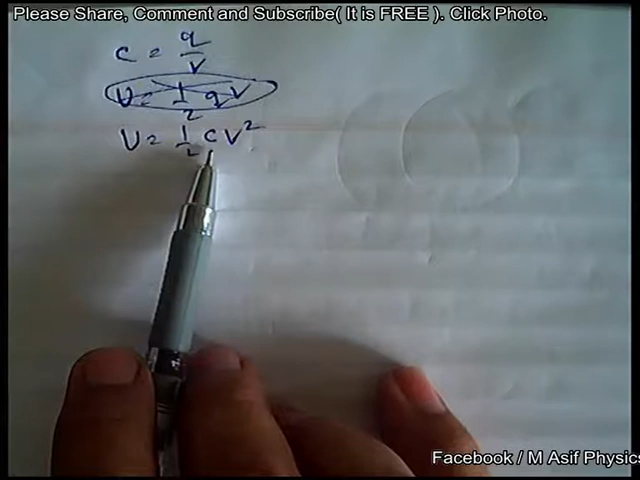 Please Share, Comment and Subscribe( It is FREE ). Click Photo.
C = q/V
U = 1/2 qV
U = 1/2 CV²
Facebook / M Asif Physics